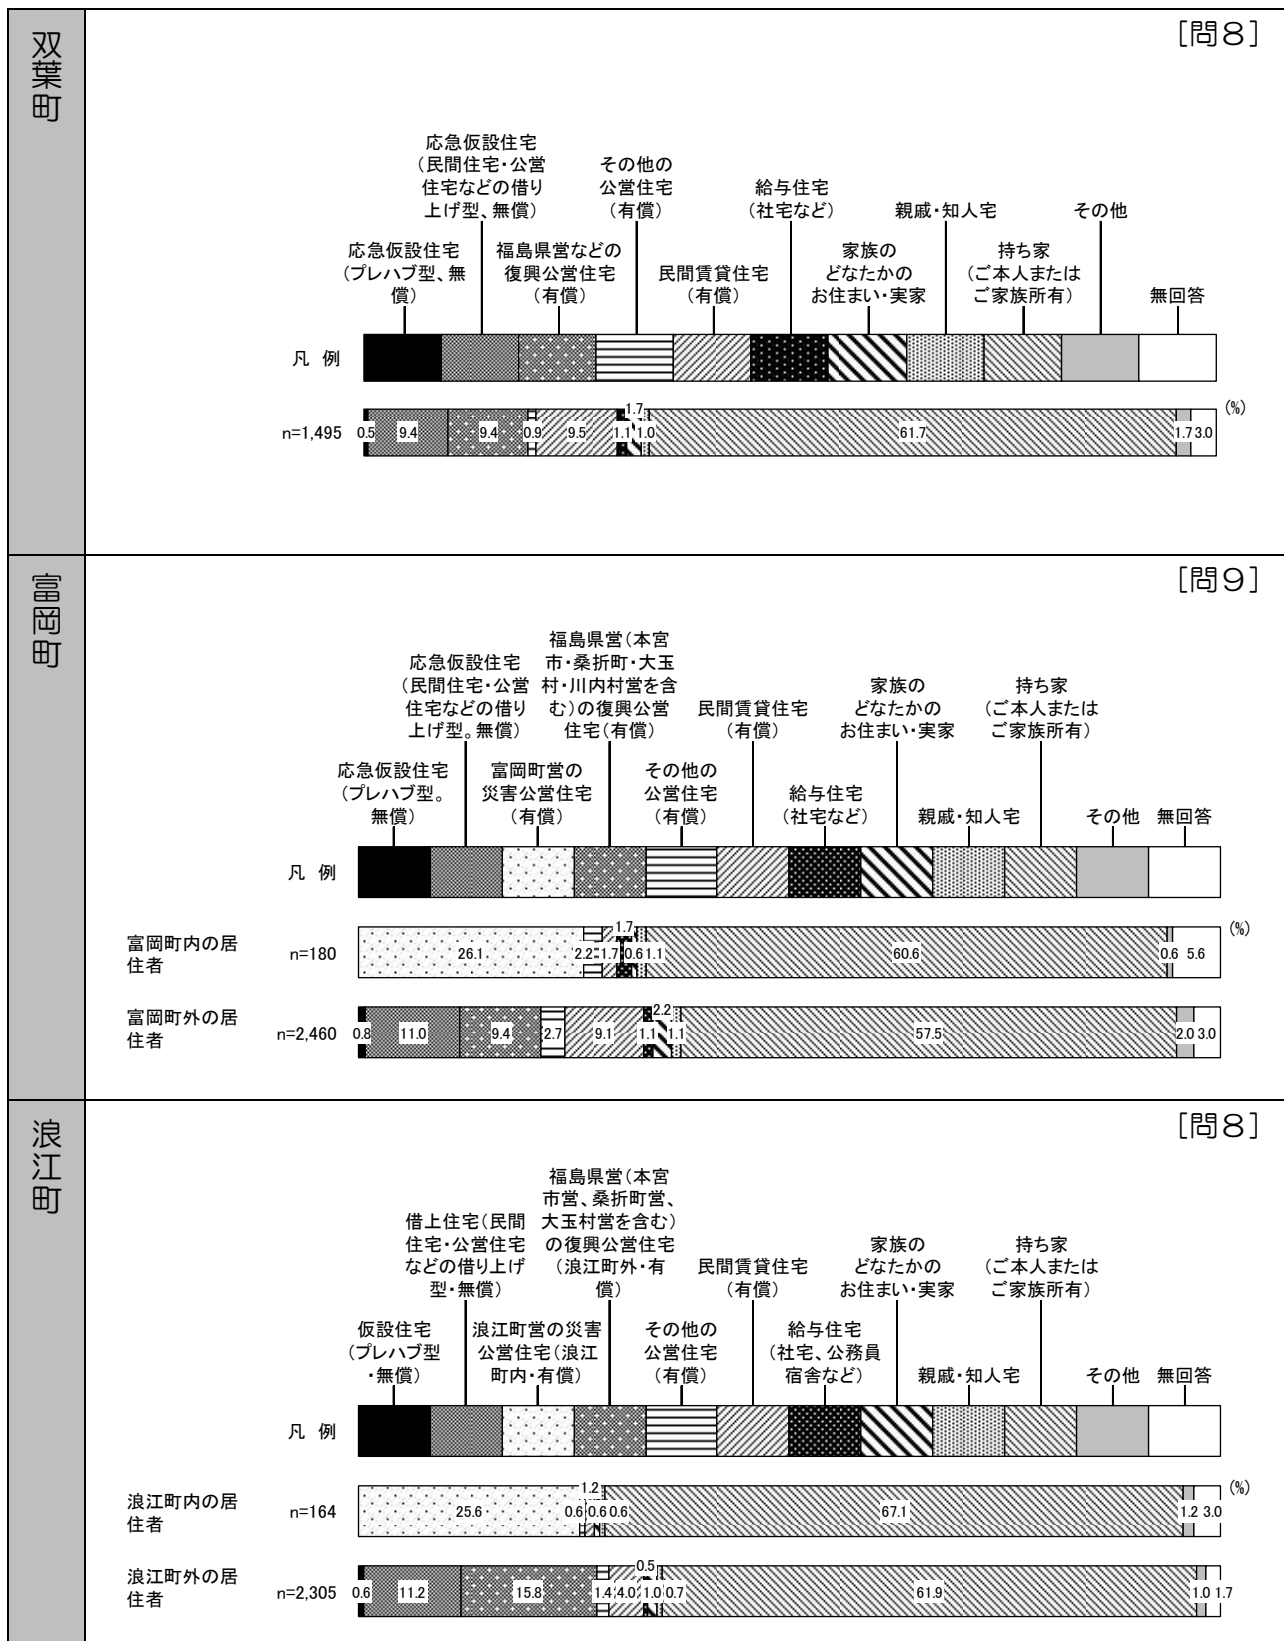 双葉町
[問8]
応急仮設住宅
(民間住宅・公営
住宅などの借り
上げ型、無償)
その他の
公営住宅
(有償)
給与住宅
(社宅など)
親戚・知人宅
その他
応急仮設住宅
(プレハブ型、無
償)
福島県営などの
復興公営住宅
(有償)
民間賃貸住宅
(有償)
家族の
どなたかの
お住まい・実家
持ち家
(ご本人または
ご家族所有)
無回答
凡 例
(%)
n=1,495 0.5 9.4 9.4 0.9 9.5 1.1 1.7 1.0 61.7 1.7 3.0
富岡町
[問9]
応急仮設住宅
(民間住宅・公営
住宅などの借り
上げ型。無償)
福島県営(本宮
市・桑折町・大玉
村・川内村営を含
む)の復興公営
住宅(有償)
民間賃貸住宅
(有償)
家族の
どなたかの
お住まい・実家
持ち家
(ご本人または
ご家族所有)
応急仮設住宅
(プレハブ型。
無償)
富岡町営の
災害公営住宅
(有償)
その他の
公営住宅
(有償)
給与住宅
(社宅など)
親戚・知人宅
その他
無回答
凡 例
(%)
富岡町内の居
住者
n=180 26.1 2.2 1.7 1.7 0.6 1.1 60.6 0.6 5.6
富岡町外の居
住者
n=2,460 0.8 11.0 9.4 2.7 9.1 1.1 2.2 1.1 57.5 2.0 3.0
浪江町
[問8]
借上住宅(民間
住宅・公営住宅
などの借り上げ
型・無償)
福島県営(本宮
市営、桑折町営、
大玉村営を含む)
の復興公営住宅
(浪江町外・有
償)
民間賃貸住宅
(有償)
家族の
どなたかの
お住まい・実家
持ち家
(ご本人または
ご家族所有)
仮設住宅
(プレハブ型
・無償)
浪江町営の災害
公営住宅(浪江
町内・有償)
その他の
公営住宅
(有償)
給与住宅
(社宅、公務員
宿舎など)
親戚・知人宅
その他
無回答
凡 例
(%)
浪江町内の居
住者
n=164 25.6 0.6 1.2 0.6 0.6 67.1 1.2 3.0
浪江町外の居
住者
n=2,305 0.6 11.2 15.8 1.4 4.0 0.5 1.0 0.7 61.9 1.0 1.7